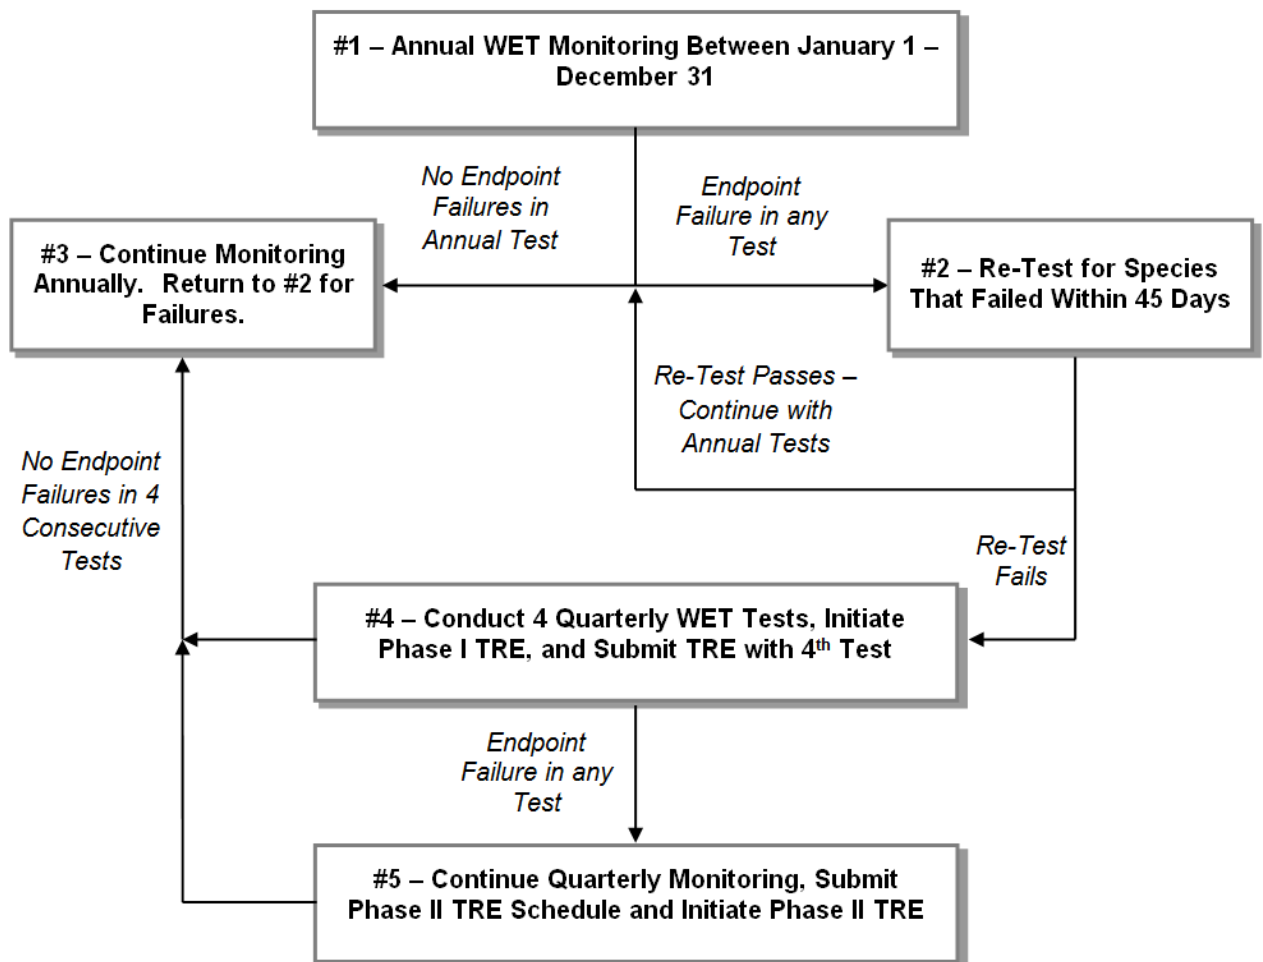 #1 – Annual WET Monitoring Between January 1 –
December 31
No Endpoint
Failures in
Annual Test
Endpoint
Failure in any
Test
#3 – Continue Monitoring
Annually.  Return to #2 for
Failures.
#2 – Re-Test for Species
That Failed Within 45 Days
Re-Test Passes –
Continue with
Annual Tests
No Endpoint
Failures in 4
Consecutive
Tests
Re-Test
Fails
#4 – Conduct 4 Quarterly WET Tests, Initiate
Phase I TRE, and Submit TRE with 4th Test
Endpoint
Failure in any
Test
#5 – Continue Quarterly Monitoring, Submit
Phase II TRE Schedule and Initiate Phase II TRE